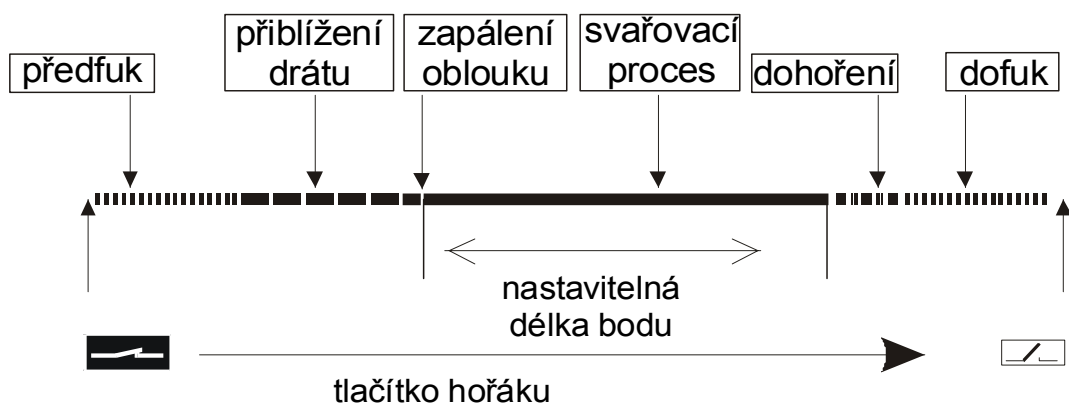 předfuk
přiblížení
drátu
zapálení
oblouku
svařovací
proces
dohoření
dofuk
nastavitelná
délka bodu
tlačítko hořáku